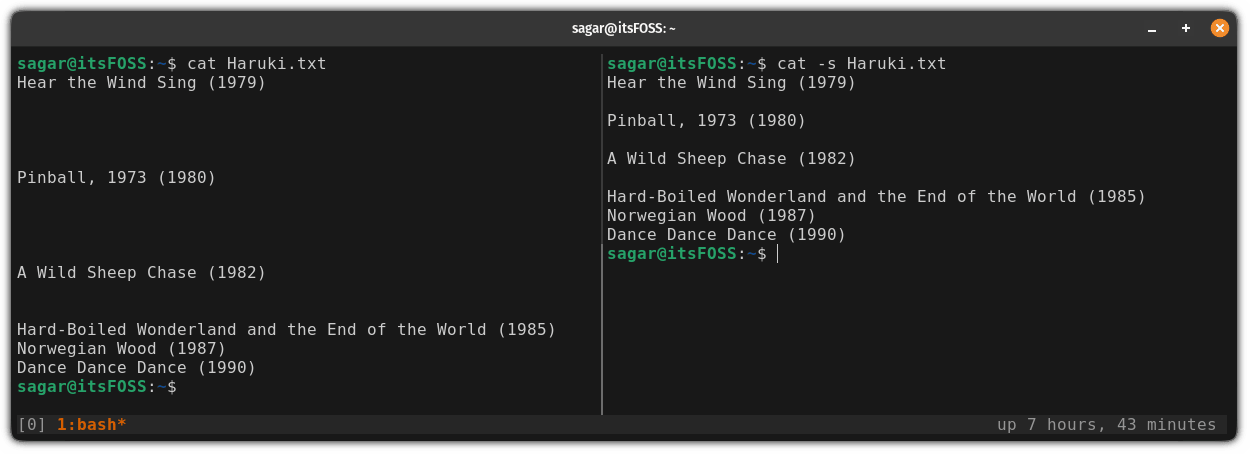 sagar@itsFOSS: ~
sagar@itsFOSS:~$ cat Haruki.txt
Hear the Wind Sing (1979)
Pinball, 1973 (1980)
A Wild Sheep Chase (1982)
Hard-Boiled Wonderland and the End of the World (1985)
Norwegian Wood (1987)
Dance Dance Dance (1990)
sagar@itsFOSS:~$
sagar@itsFOSS:~$ cat -s Haruki.txt
Hear the Wind Sing (1979)
Pinball, 1973 (1980)
A Wild Sheep Chase (1982)
Hard-Boiled Wonderland and the End of the World (1985)
Norwegian Wood (1987)
Dance Dance Dance (1990)
sagar@itsFOSS:~$
[0] 1:bash* up 7 hours, 43 minutes